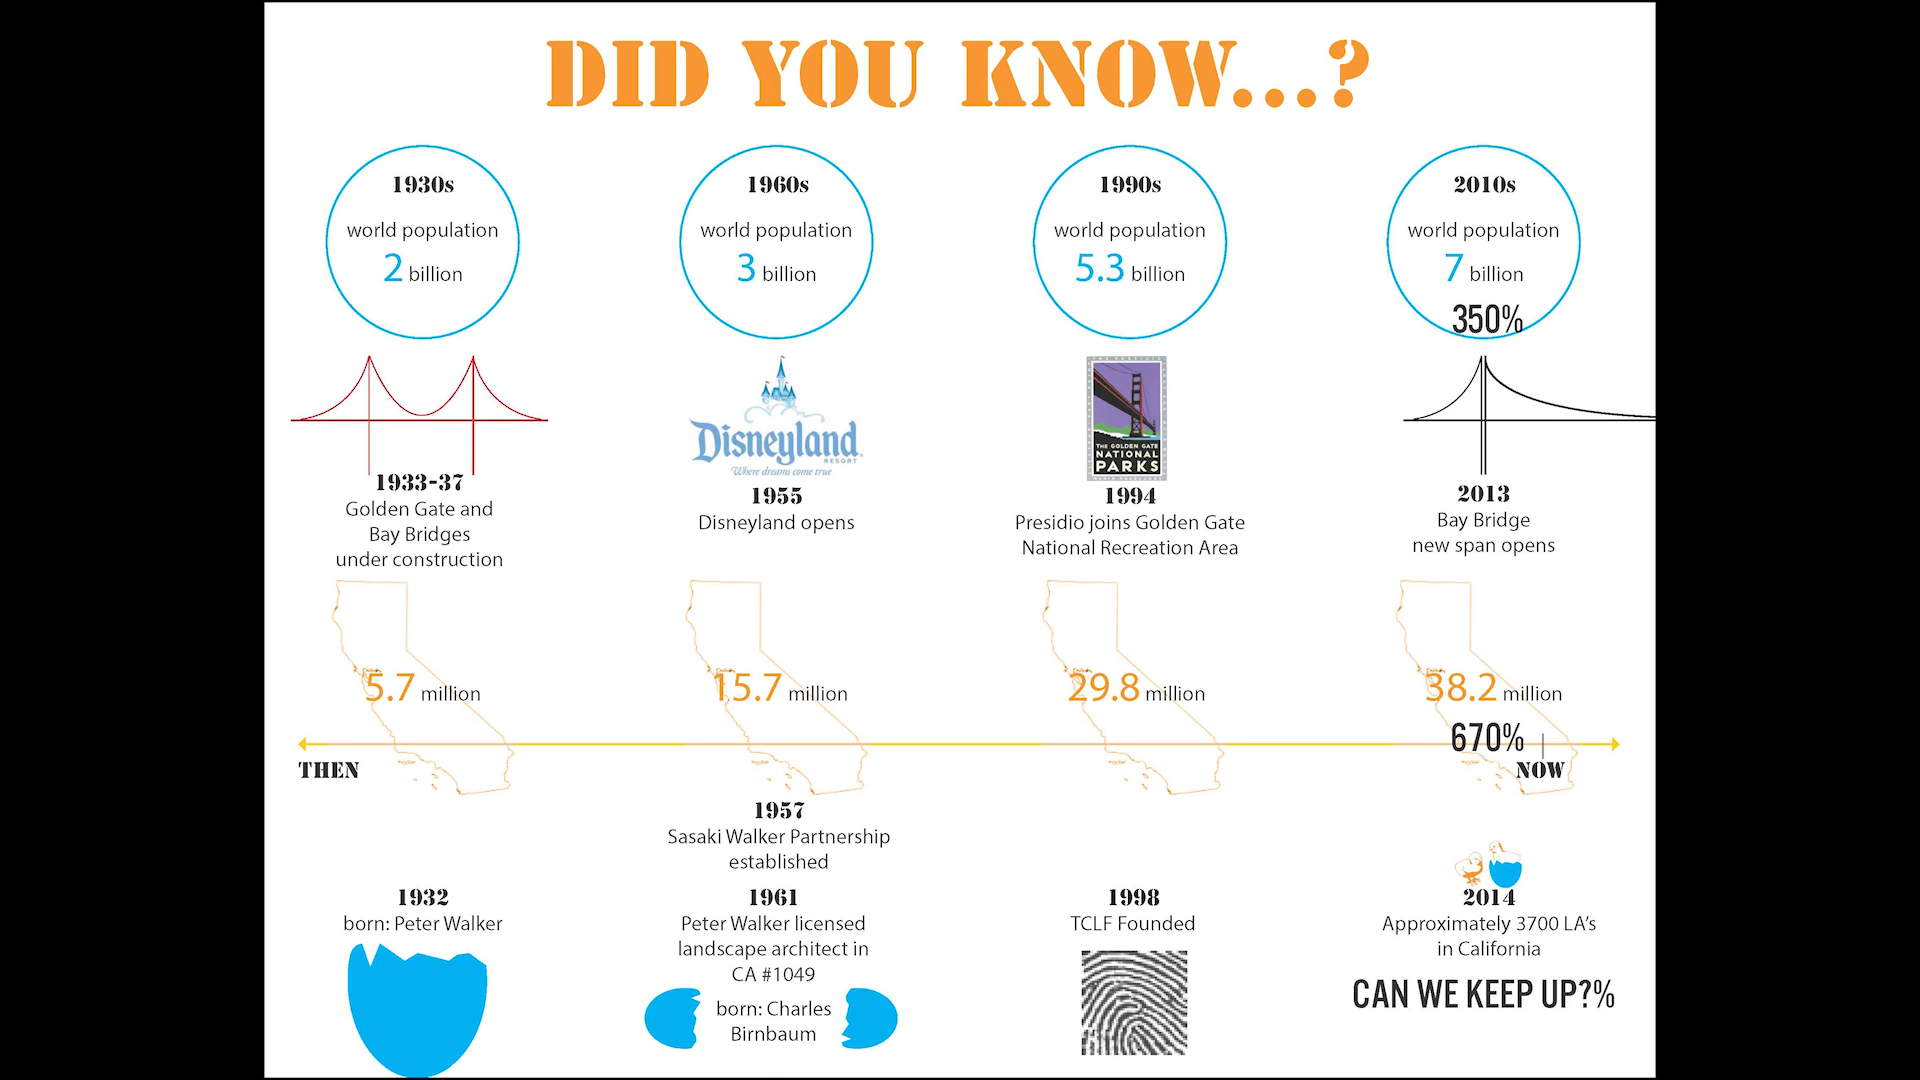 DID YOU KNOW...?
1930s
world population
2 billion
1960s
world population
3 billion
1990s
world population
5.3 billion
2010s
world population
7 billion
350%
1933-37
Golden Gate and
Bay Bridges
under construction
Disneyland
RESORT
Where dreams come true
1955
Disneyland opens
THE GOLDEN GATE
NATIONAL
PARKS
1994
Presidio joins Golden Gate
National Recreation Area
2013
Bay Bridge
new span opens
5.7 million
15.7 million
29.8 million
38.2 million
670%
THEN
NOW
1932
born: Peter Walker
1957
Sasaki Walker Partnership
established
1961
Peter Walker licensed
landscape architect in
CA #1049
born: Charles
Birnbaum
1998
TCLF Founded
2014
Approximately 3700 LA's
in California
CAN WE KEEP UP?%